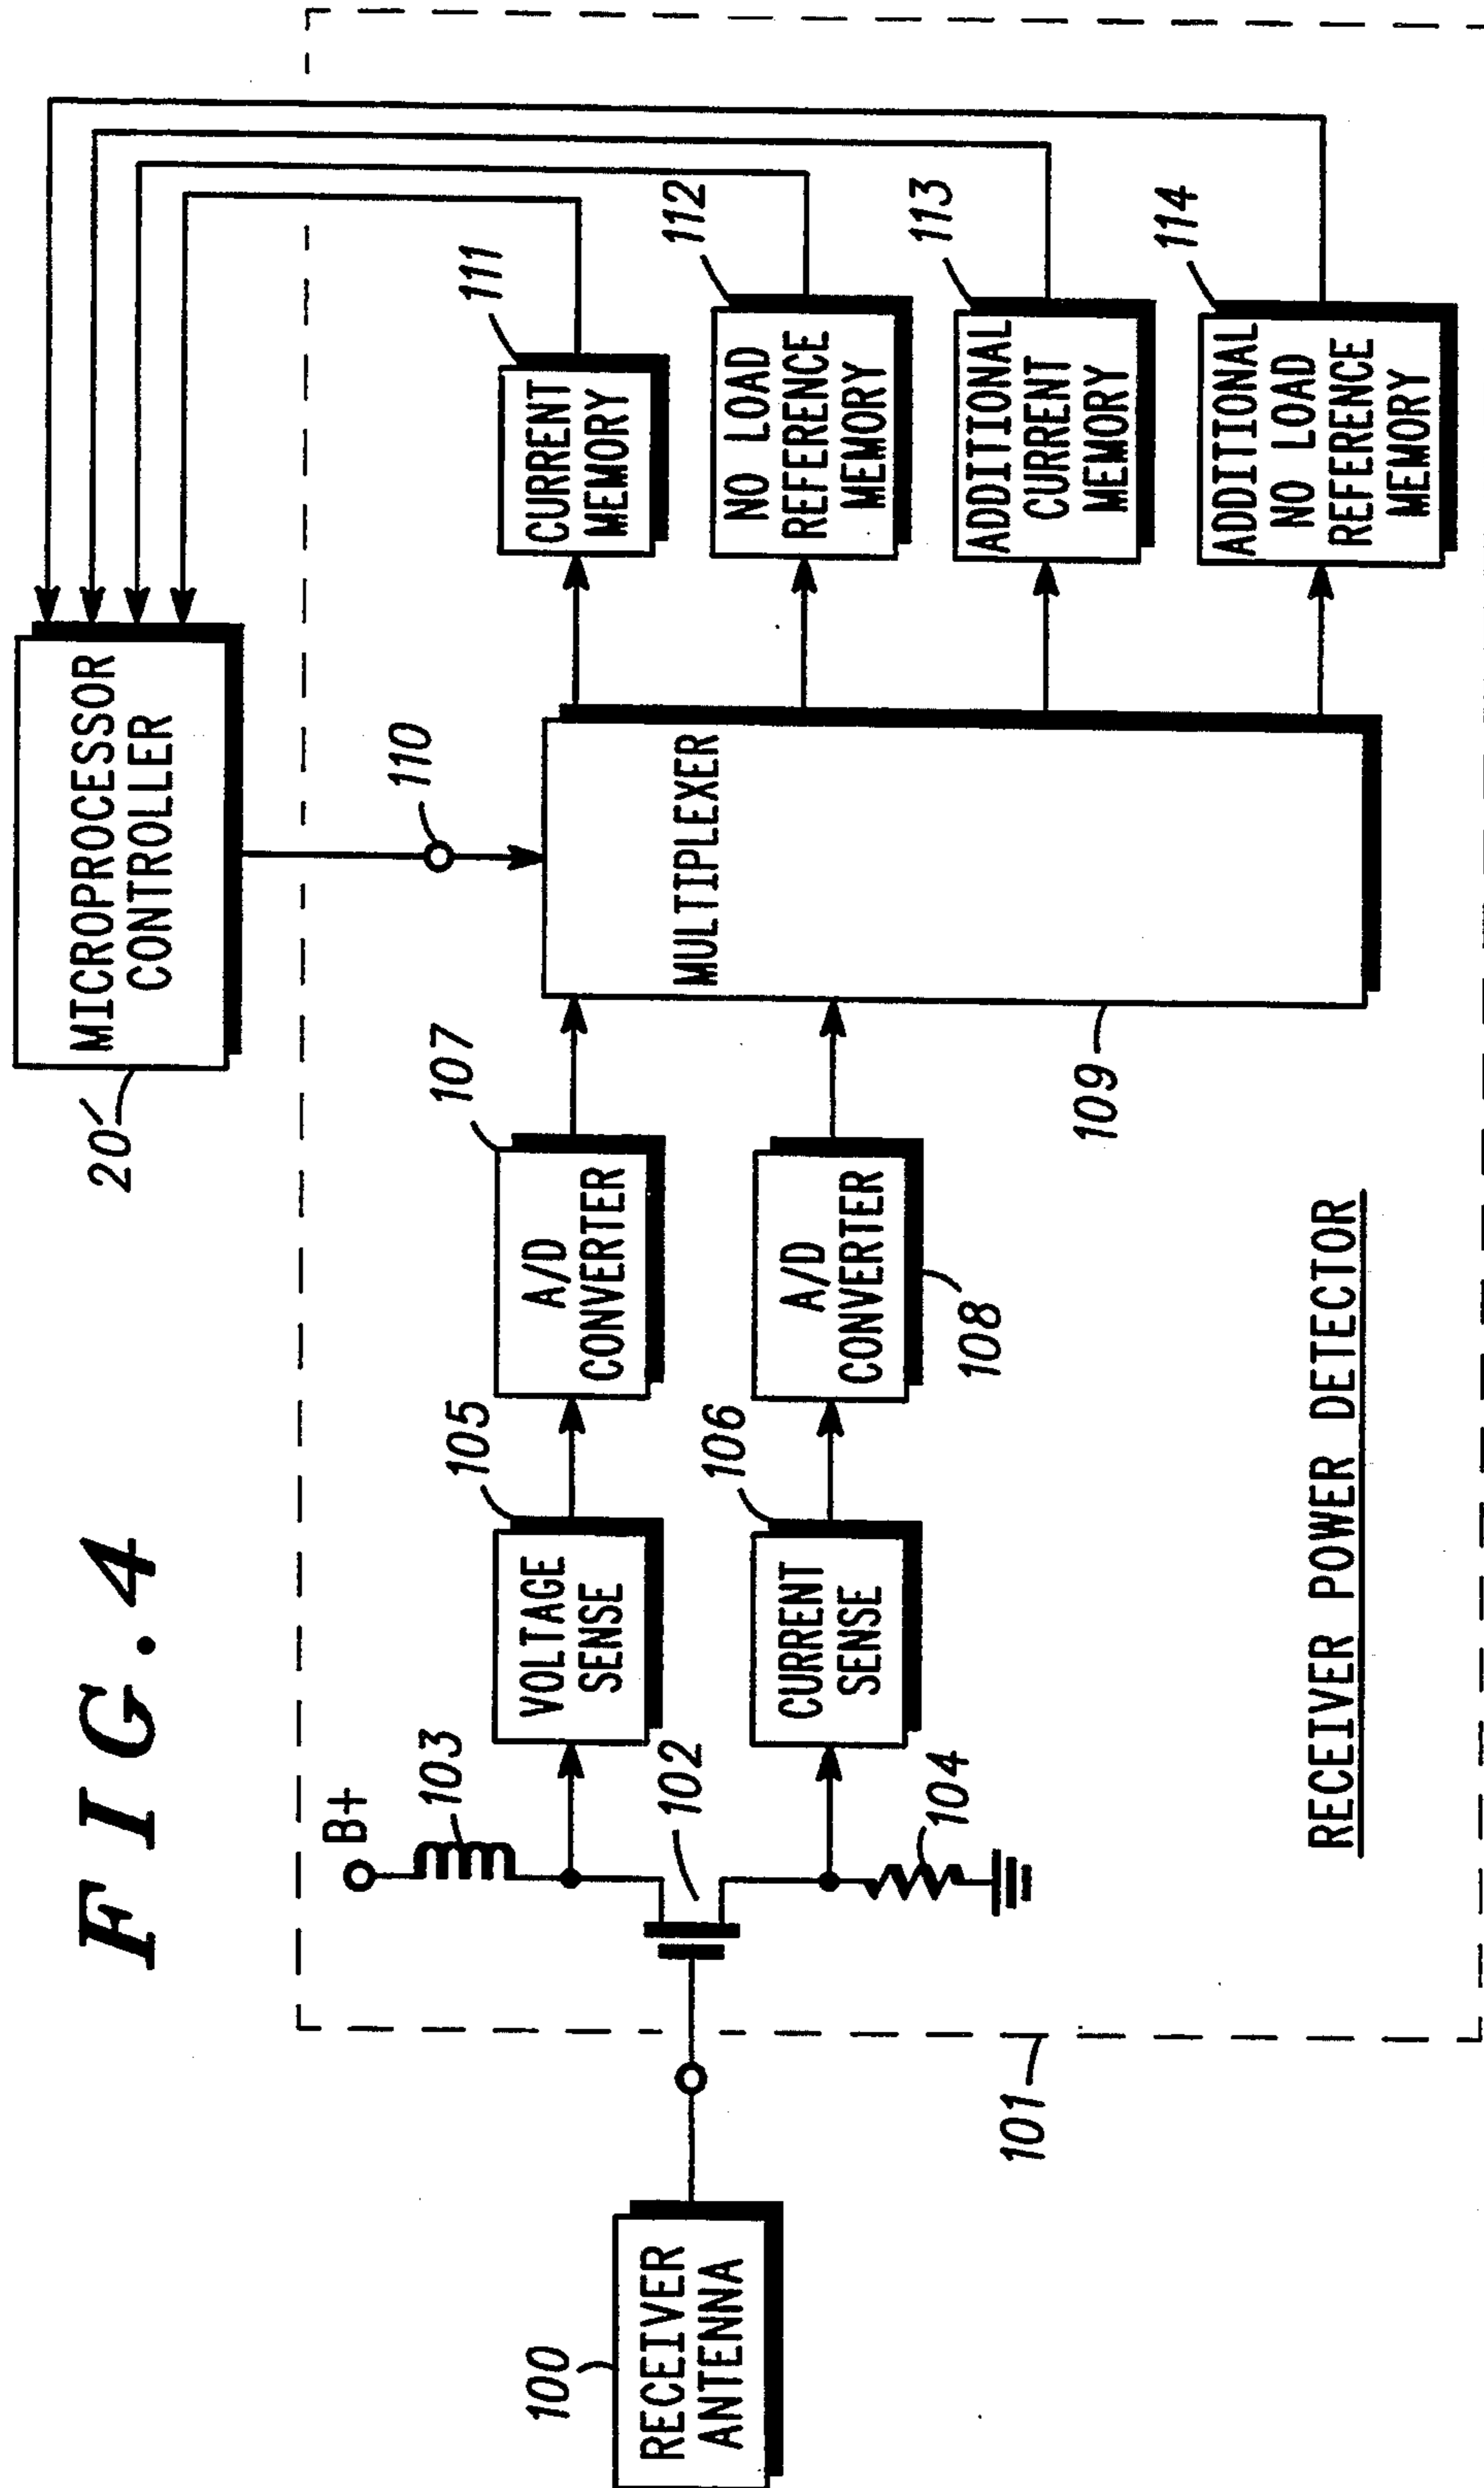 FIG. 4
20'
MICROPROCESSOR
CONTROLLER
110
B+
103
105
VOLTAGE
SENSE
107
A/D
CONVERTER
MULTIPLEXER
109
111
CURRENT
MEMORY
112
NO LOAD
REFERENCE
MEMORY
113
ADDITIONAL
CURRENT
MEMORY
114
ADDITIONAL
NO LOAD
REFERENCE
MEMORY
100
RECEIVER
ANTENNA
102
106
CURRENT
SENSE
A/D
CONVERTER
108
104
101
RECEIVER POWER DETECTOR